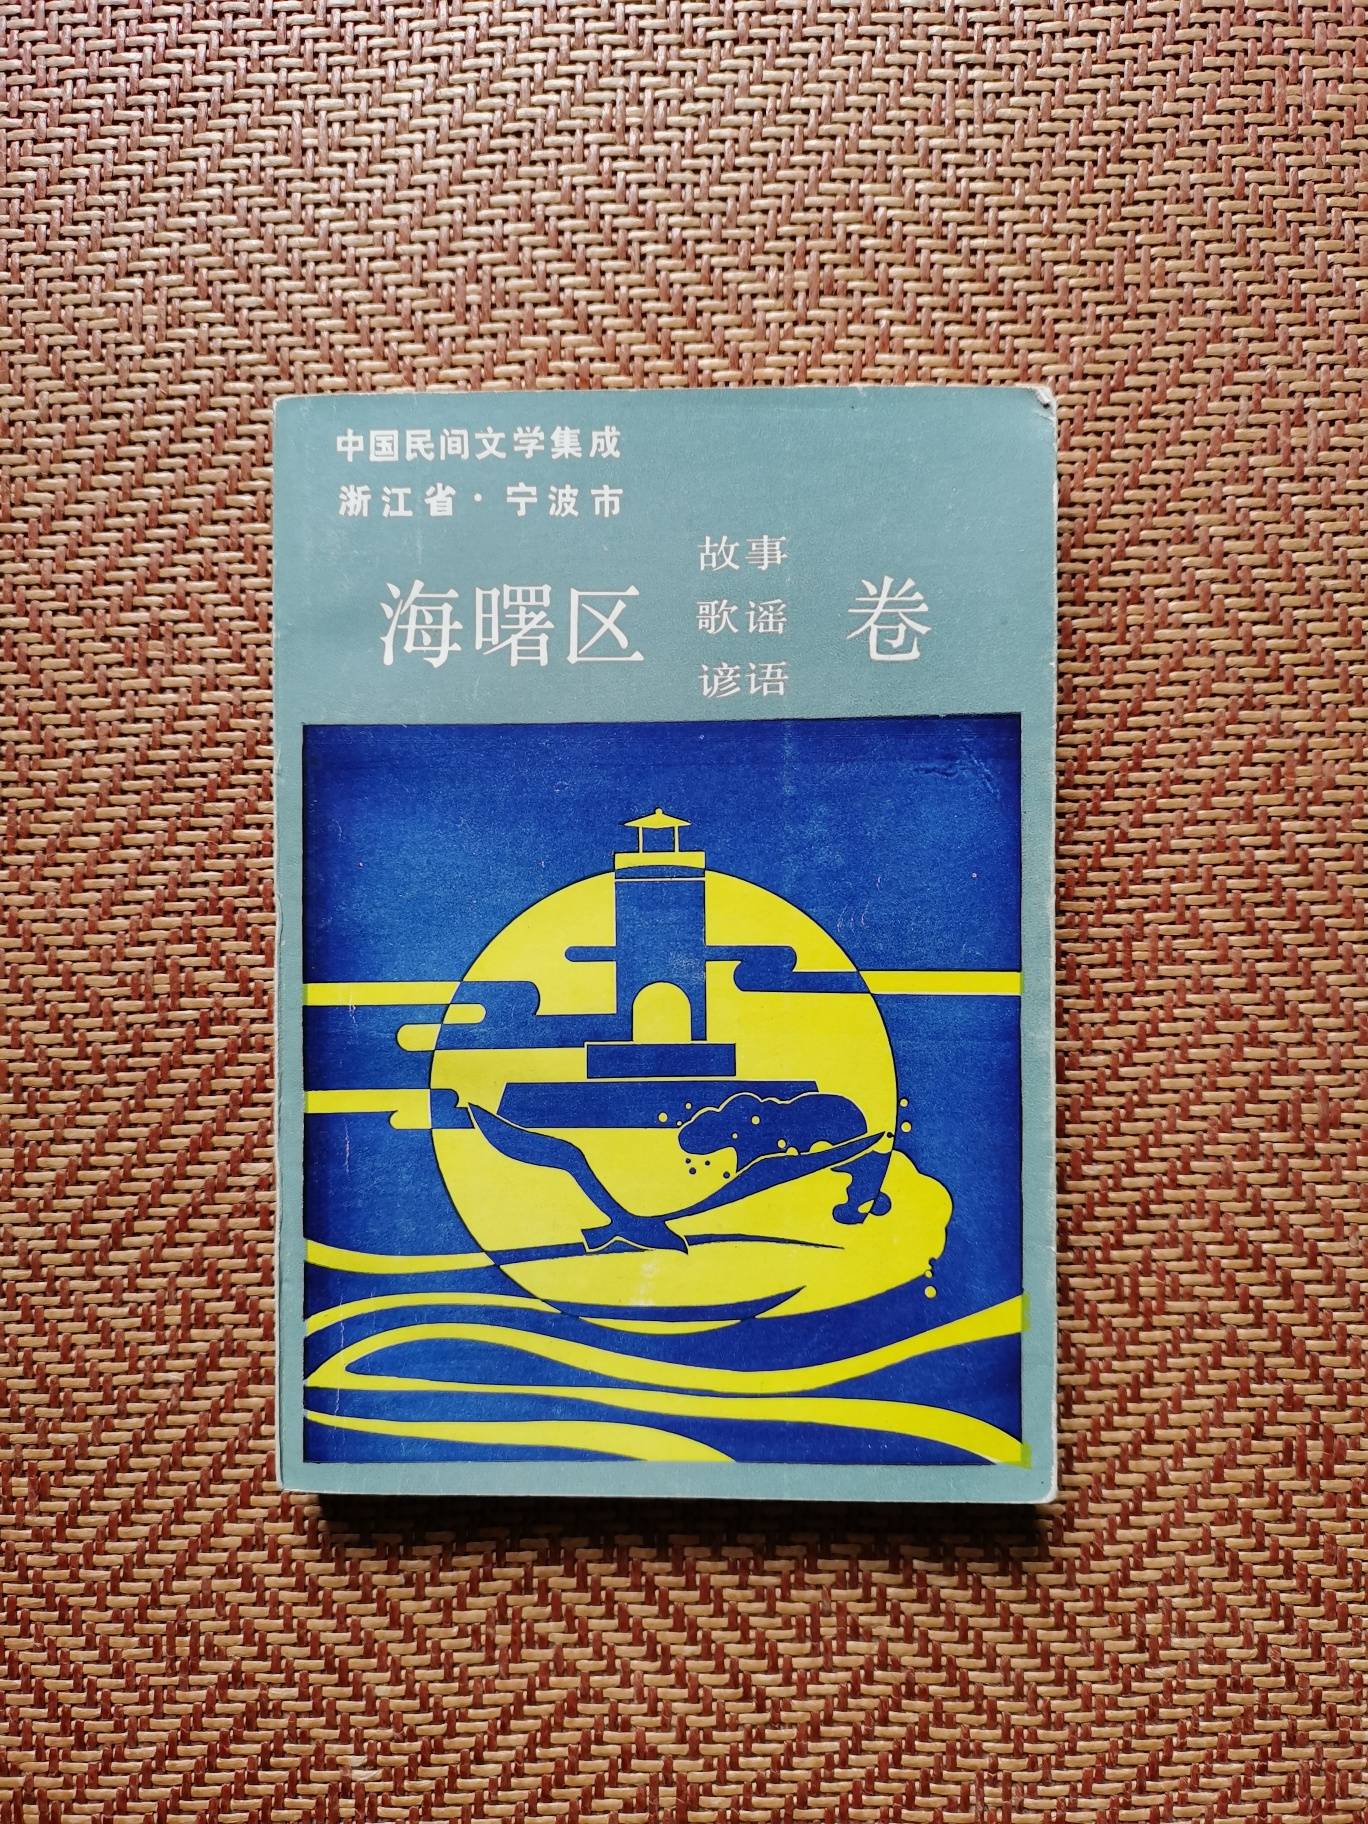 中国民间文学集成
浙江省·宁波市
海曙区 故事 歌谣 谚语 卷